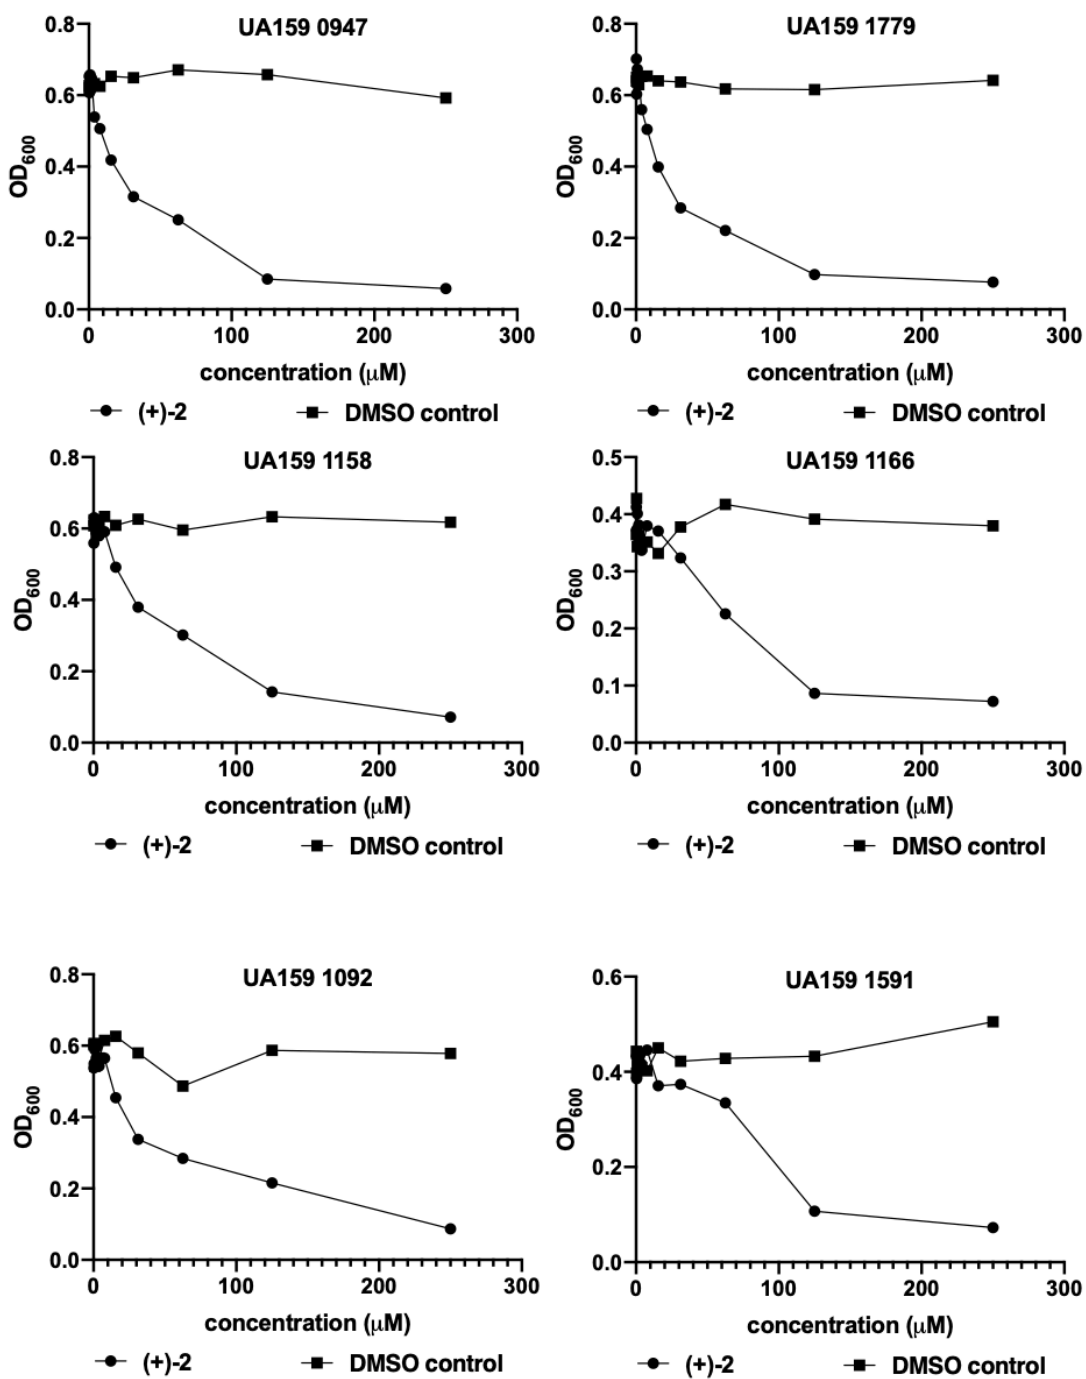 UA159 0947
0.8
0.6
0.4
0.2
0.0
OD600
0 100 200 300
concentration (μM)
(+)-2 DMSO control
UA159 1779
0.8
0.6
0.4
0.2
0.0
OD600
0 100 200 300
concentration (μM)
(+)-2 DMSO control
UA159 1158
0.8
0.6
0.4
0.2
0.0
OD600
0 100 200 300
concentration (μM)
(+)-2 DMSO control
UA159 1166
0.5
0.4
0.3
0.2
0.1
0.0
OD600
0 100 200 300
concentration (μM)
(+)-2 DMSO control
UA159 1092
0.8
0.6
0.4
0.2
0.0
OD600
0 100 200 300
concentration (μM)
(+)-2 DMSO control
UA159 1591
0.6
0.4
0.2
0.0
OD600
0 100 200 300
concentration (μM)
(+)-2 DMSO control